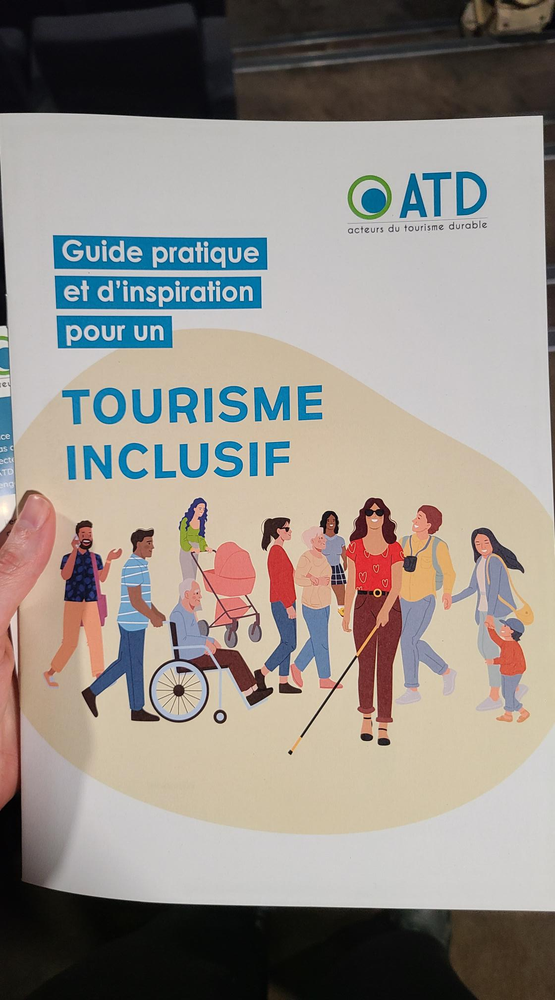 ATD
acteurs du tourisme durable
Guide pratique
et d'inspiration
pour un
TOURISME
INCLUSIF